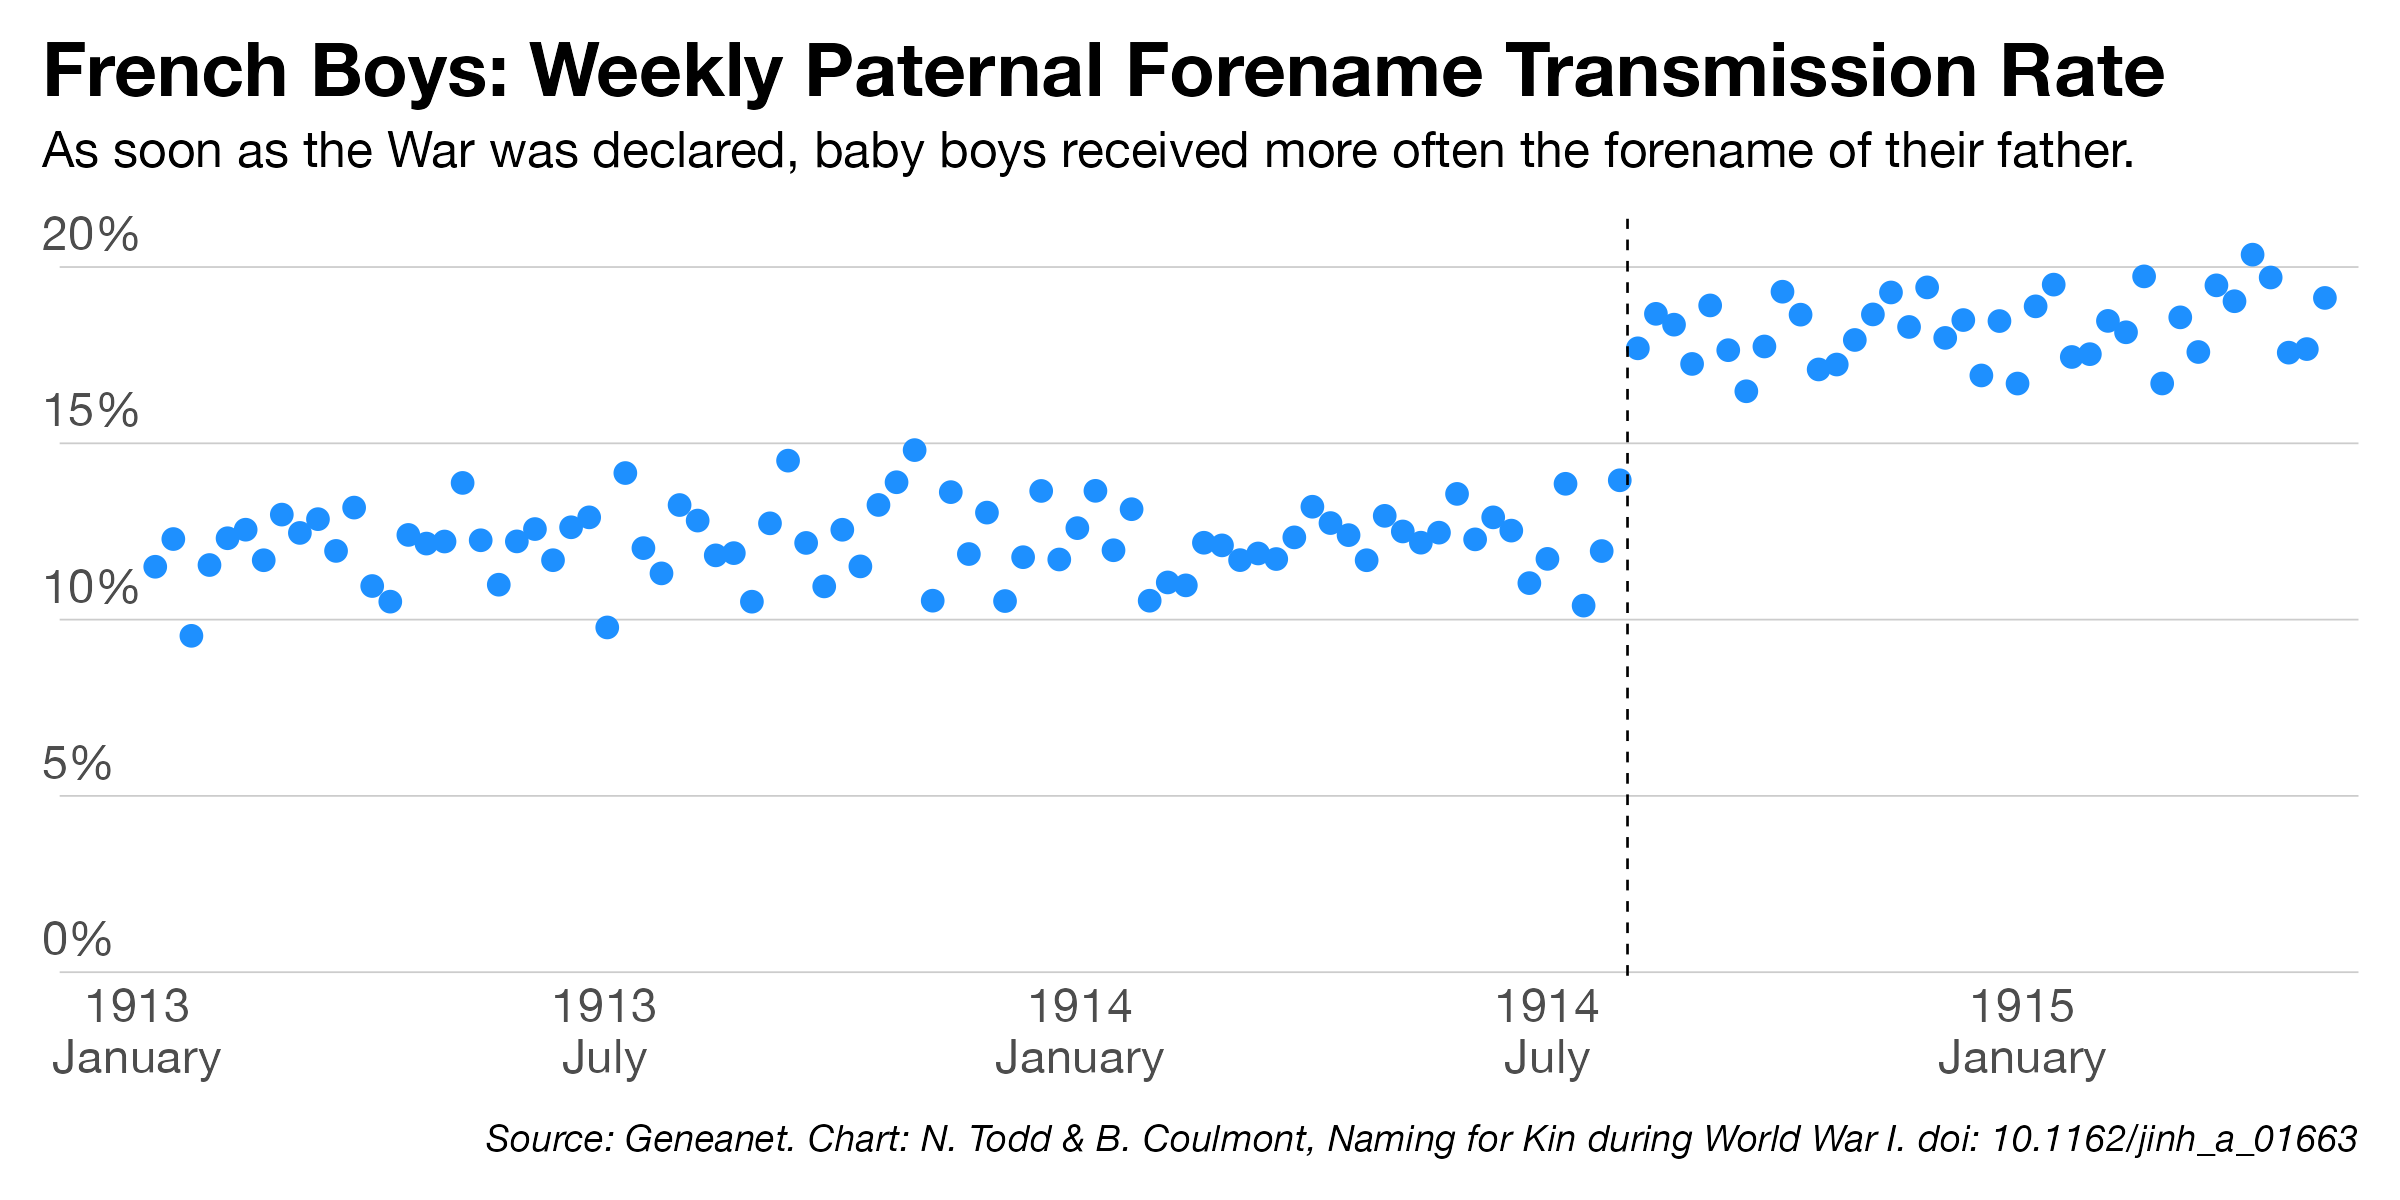 French Boys: Weekly Paternal Forename Transmission Rate
As soon as the War was declared, baby boys received more often the forename of their father.
20%
15%
10%
5%
0%
1913 1913 1914 1914 1915
January July January July January
Source: Geneanet. Chart: N. Todd & B. Coulmont, Naming for Kin during World War I. doi: 10.1162/jinh_a_01663